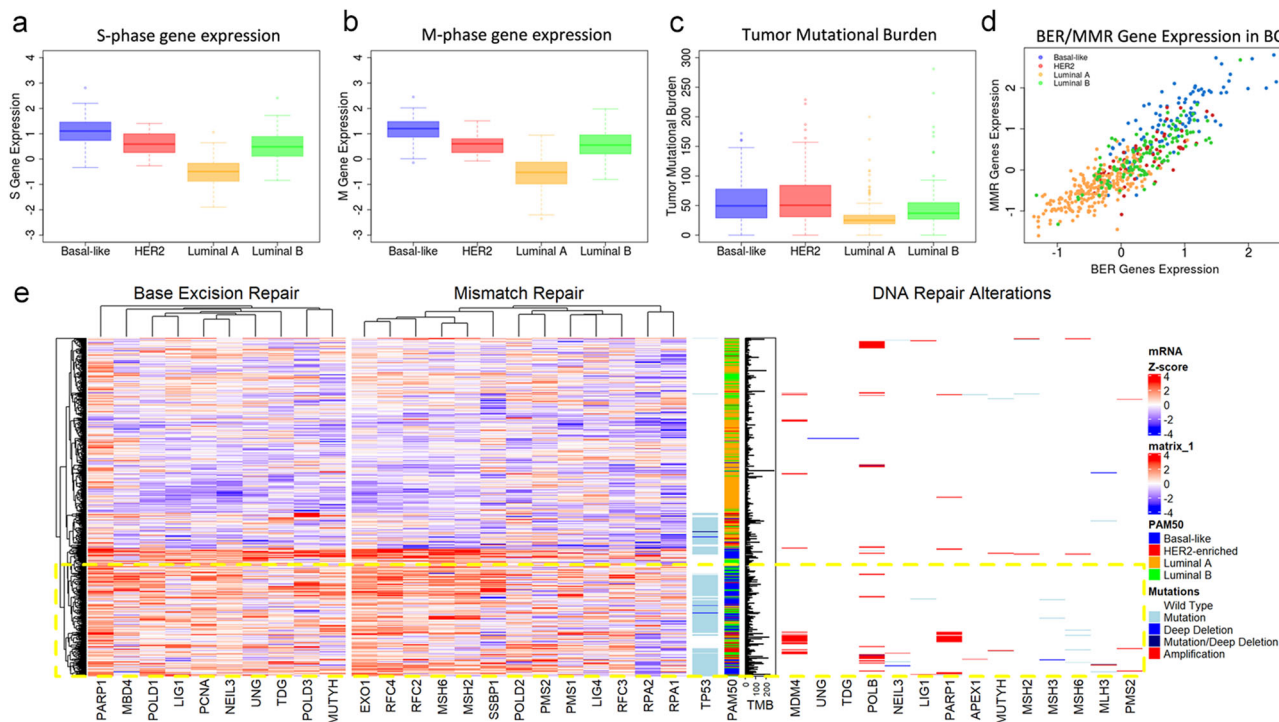 a
S-phase gene expression
S Gene Expression
4
3
2
1
0
-1
-2
-3
Basal-like
HER2
Luminal A
Luminal B
b
M-phase gene expression
M Gene Expression
4
3
2
1
0
-1
-2
-3
Basal-like
HER2
Luminal A
Luminal B
c
Tumor Mutational Burden
Tumor Mutational Burden
300
250
200
150
100
50
0
Basal-like
HER2
Luminal A
Luminal B
d
BER/MMR Gene Expression in BC
Basal-like
HER2
Luminal A
Luminal B
MMR Genes Expression
3
2
1
0
-1
-1
0
1
2
BER Genes Expression
e
Base Excision Repair
Mismatch Repair
DNA Repair Alterations
PARP1
MBD4
POLD1
LIG1
PCNA
NEIL3
UNG
TDG
POLD3
MUTYH
EXO1
RFC4
RFC2
MSH6
MSH2
SSBP1
POLD2
PMS2
PMS1
LIG4
RFC3
RPA2
RPA1
TP53
PAM50
0
100
200
TMB
MDM4
UNG
TDG
POLB
NEIL3
LIG1
PARP1
APEX1
MUTYH
MSH2
MSH3
MSH6
MLH3
PMS2
mRNA
Z-score
4
2
0
-2
-4
matrix_1
4
2
0
-2
-4
PAM50
Basal-like
HER2-enriched
Luminal A
Luminal B
Mutations
Wild Type
Mutation
Deep Deletion
Mutation/Deep Deletion
Amplification